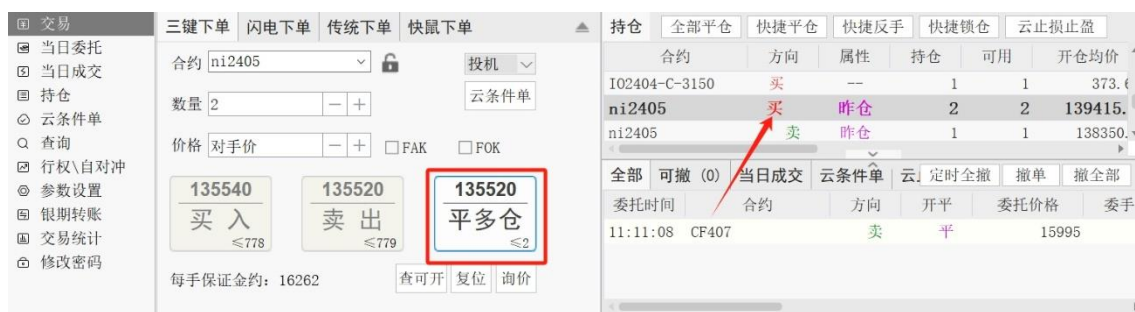 交易
当日委托
当日成交
持仓
云条件单
查询
行权\自对冲
参数设置
银期转账
交易统计
修改密码
三键下单 闪电下单 传统下单 快鼠下单
合约 ni2405 投机
数量 2 云条件单
价格 对手价 FAK FOK
135540 135520 135520
买 入 卖 出 平多仓
≤778 ≤779 ≤2
每手保证金约: 16262 查可开 复位 询价
持仓 全部平仓 快捷平仓 快捷反手 快捷锁仓 云止损止盈
合约 方向 属性 持仓 可用 开仓均价
IO2404-C-3150 买 -- 1 1 373.
ni2405 买 昨仓 2 2 139415.
ni2405 卖 昨仓 1 1 138350.
全部 可撤 (0) 当日成交 云条件单 云 定时全撤 撤单 撤全部
委托时间 合约 方向 开平 委托价格 委手
11:11:08 CF407 卖 平 15995